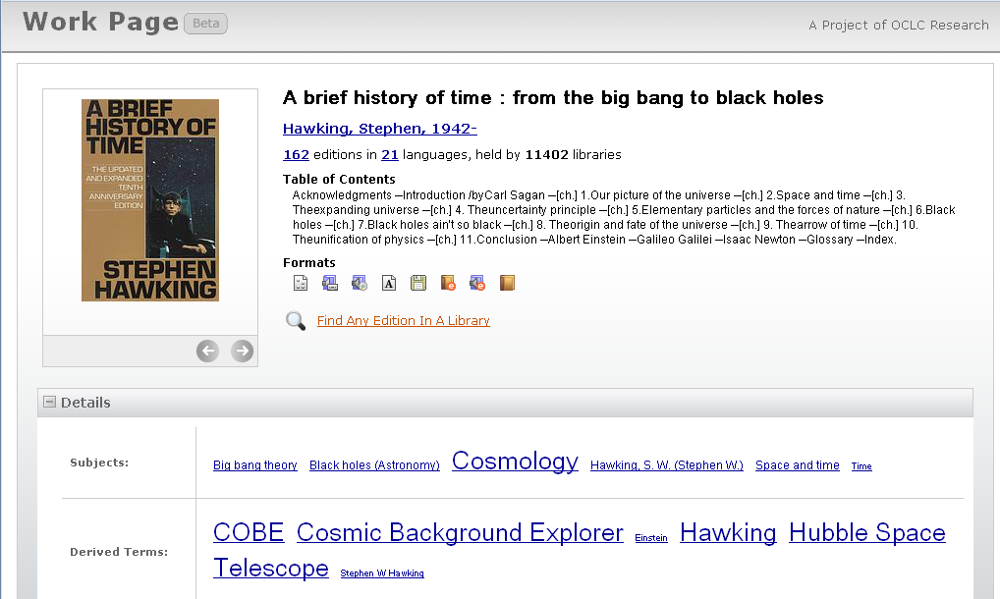 Work Page Beta
A Project of OCLC Research
A BRIEF
HISTORY OF
TIME
THE UPDATED
AND EXPANDED
TENTH
ANNIVERSARY
EDITION
STEPHEN
HAWKING
A brief history of time : from the big bang to black holes
Hawking, Stephen, 1942-
162 editions in 21 languages, held by 11402 libraries
Table of Contents
Acknowledgments —Introduction /byCarl Sagan —[ch.] 1.Our picture of the universe —[ch.] 2.Space and time —[ch.] 3.
Theexpanding universe —[ch.] 4. Theuncertainty principle —[ch.] 5.Elementary particles and the forces of nature —[ch.] 6.Black
holes —[ch.] 7.Black holes ain't so black —[ch.] 8. Theorigin and fate of the universe —[ch.] 9. Thearrow of time —[ch.] 10.
Theunification of physics —[ch.] 11.Conclusion —Albert Einstein —Galileo Galilei —Isaac Newton —Glossary —Index.
Formats
A
Find Any Edition In A Library
Details
Subjects:
Big bang theory Black holes (Astronomy) Cosmology Hawking, S. W. (Stephen W.) Space and time Time
Derived Terms:
COBE Cosmic Background Explorer Einstein Hawking Hubble Space
Telescope Stephen W Hawking